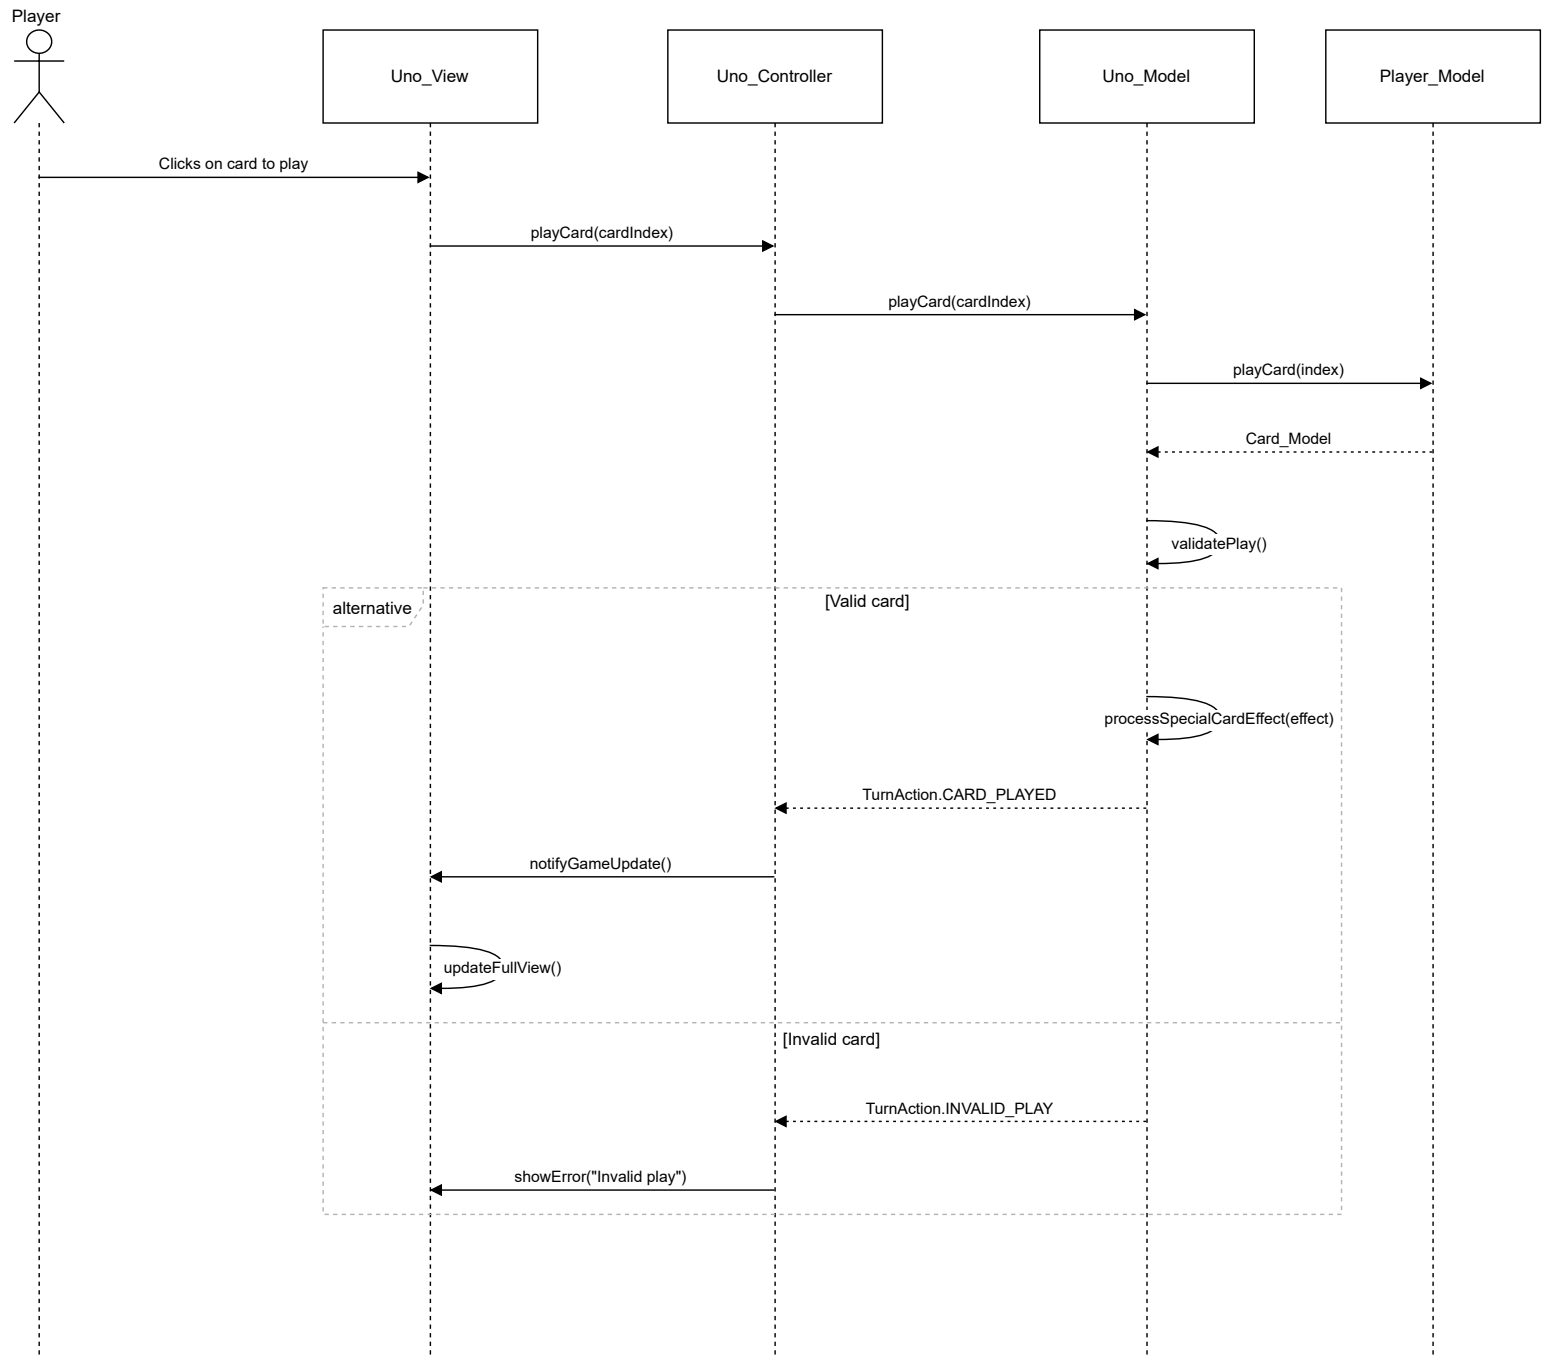 Player
Uno_View
Uno_Controller
Uno_Model
Player_Model
Clicks on card to play
playCard(cardIndex)
playCard(cardIndex)
playCard(index)
Card_Model
validatePlay()
alternative
[Valid card]
processSpecialCardEffect(effect)
TurnAction.CARD_PLAYED
notifyGameUpdate()
updateFullView()
[Invalid card]
TurnAction.INVALID_PLAY
showError("Invalid play")